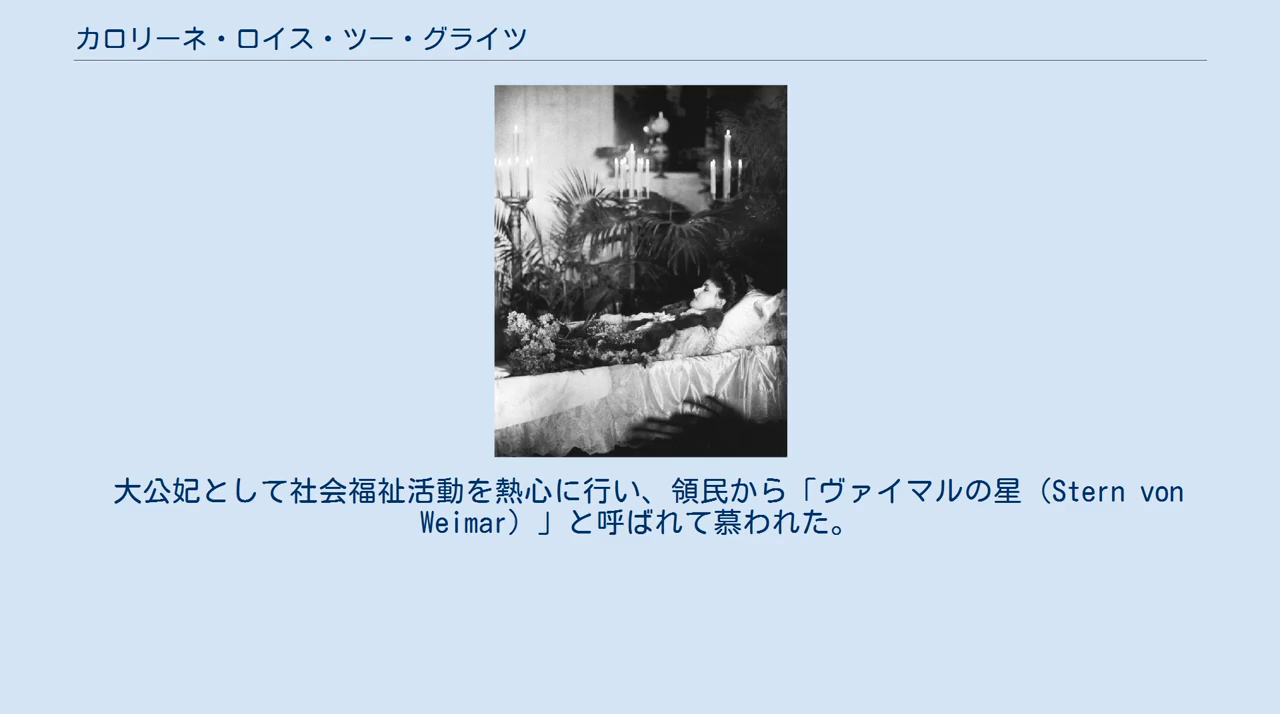 カロリーネ・ロイス・ツー・グライツ
大公妃として社会福祉活動を熱心に行い、領民から「ヴァイマルの星（Stern von
Weimar）」と呼ばれて慕われた。